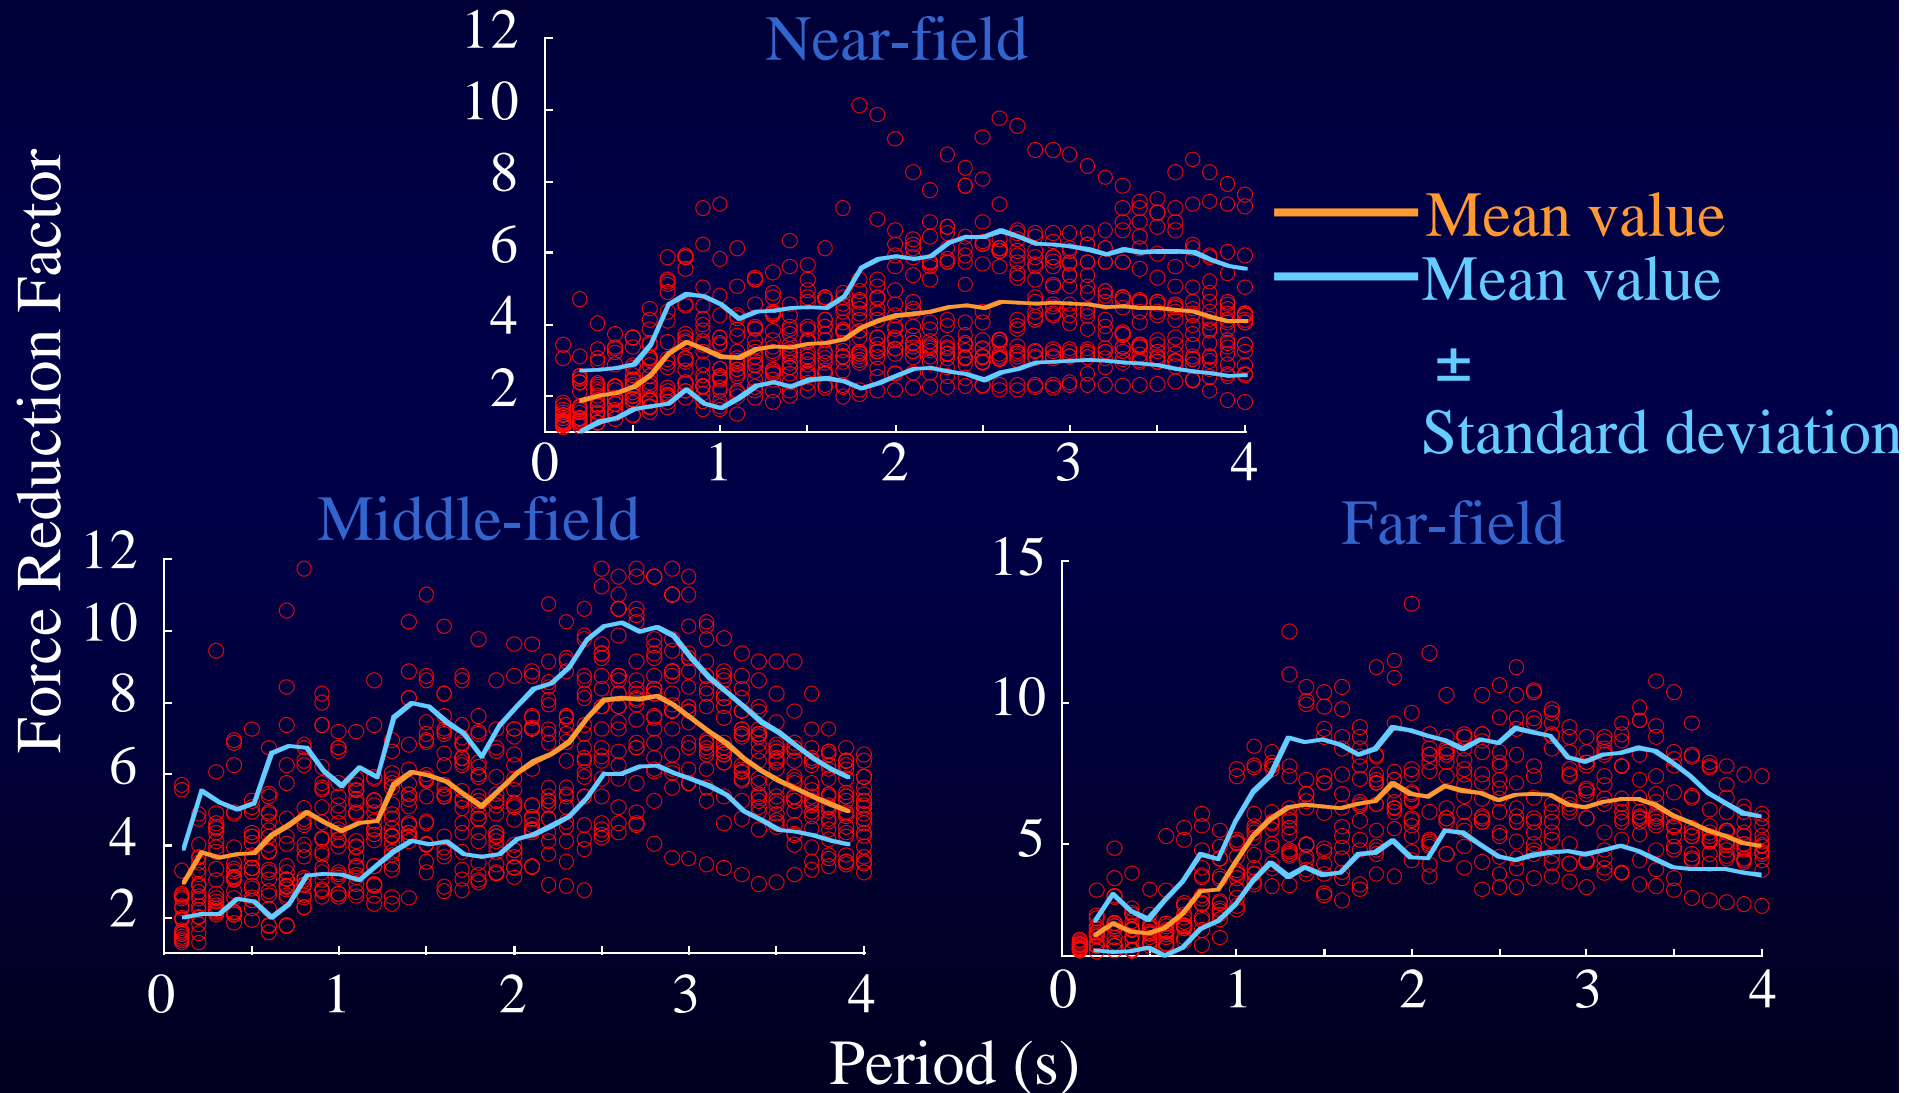 Force Reduction Factor
Near-field
12
10
8
6
4
2
0 1 2 3 4
Mean value
Mean value
±
Standard deviation
Middle-field
12
10
8
6
4
2
0 1 2 3 4
Far-field
15
10
5
0 1 2 3 4
Period (s)